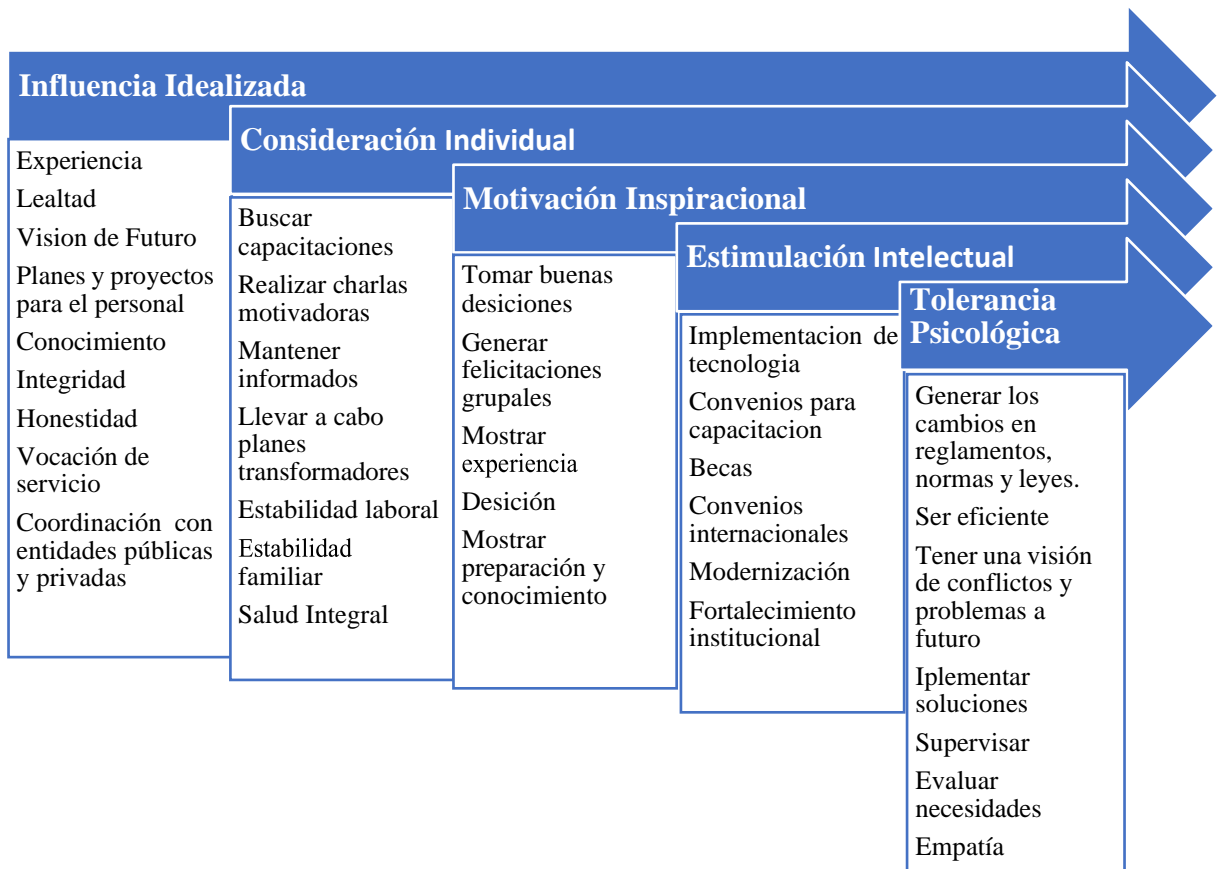 Influencia Idealizada
Experiencia
Lealtad
Vision de Futuro
Planes y proyectos
para el personal
Conocimiento
Integridad
Honestidad
Vocación de
servicio
Coordinación con
entidades públicas
y privadas
Consideración Individual
Buscar
capacitaciones
Realizar charlas
motivadoras
Mantener
informados
Llevar a cabo
planes
transformadores
Estabilidad laboral
Estabilidad
familiar
Salud Integral
Motivación Inspiracional
Tomar buenas
desiciones
Generar
felicitaciones
grupales
Mostrar
experiencia
Desición
Mostrar
preparación y
conocimiento
Estimulación Intelectual
Implementacion de
tecnologia
Convenios para
capacitacion
Becas
Convenios
internacionales
Modernización
Fortalecimiento
institucional
Tolerancia
Psicológica
Generar los
cambios en
reglamentos,
normas y leyes.
Ser eficiente
Tener una visión
de conflictos y
problemas a
futuro
Iplementar
soluciones
Supervisar
Evaluar
necesidades
Empatía